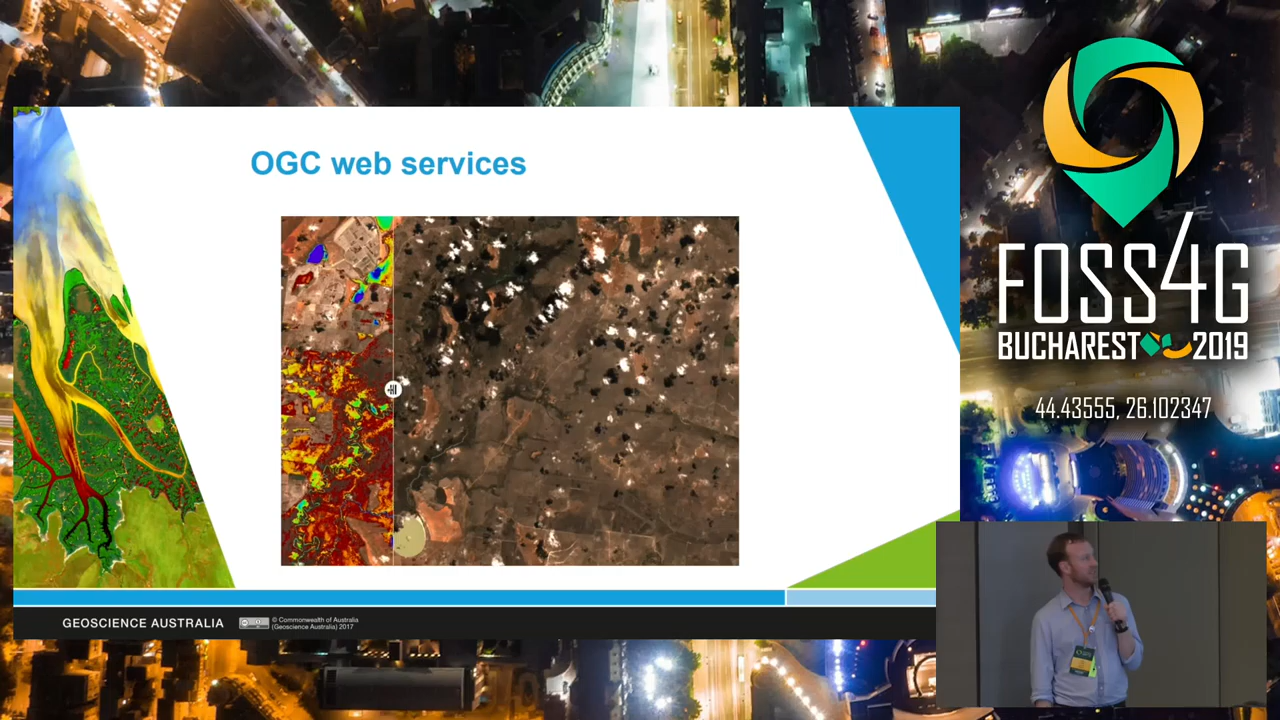 OGC web services
GEOSCIENCE AUSTRALIA
© Commonwealth of Australia
(Geoscience Australia) 2017
FOSS4G
BUCHAREST 2019
44.43555, 26.102347